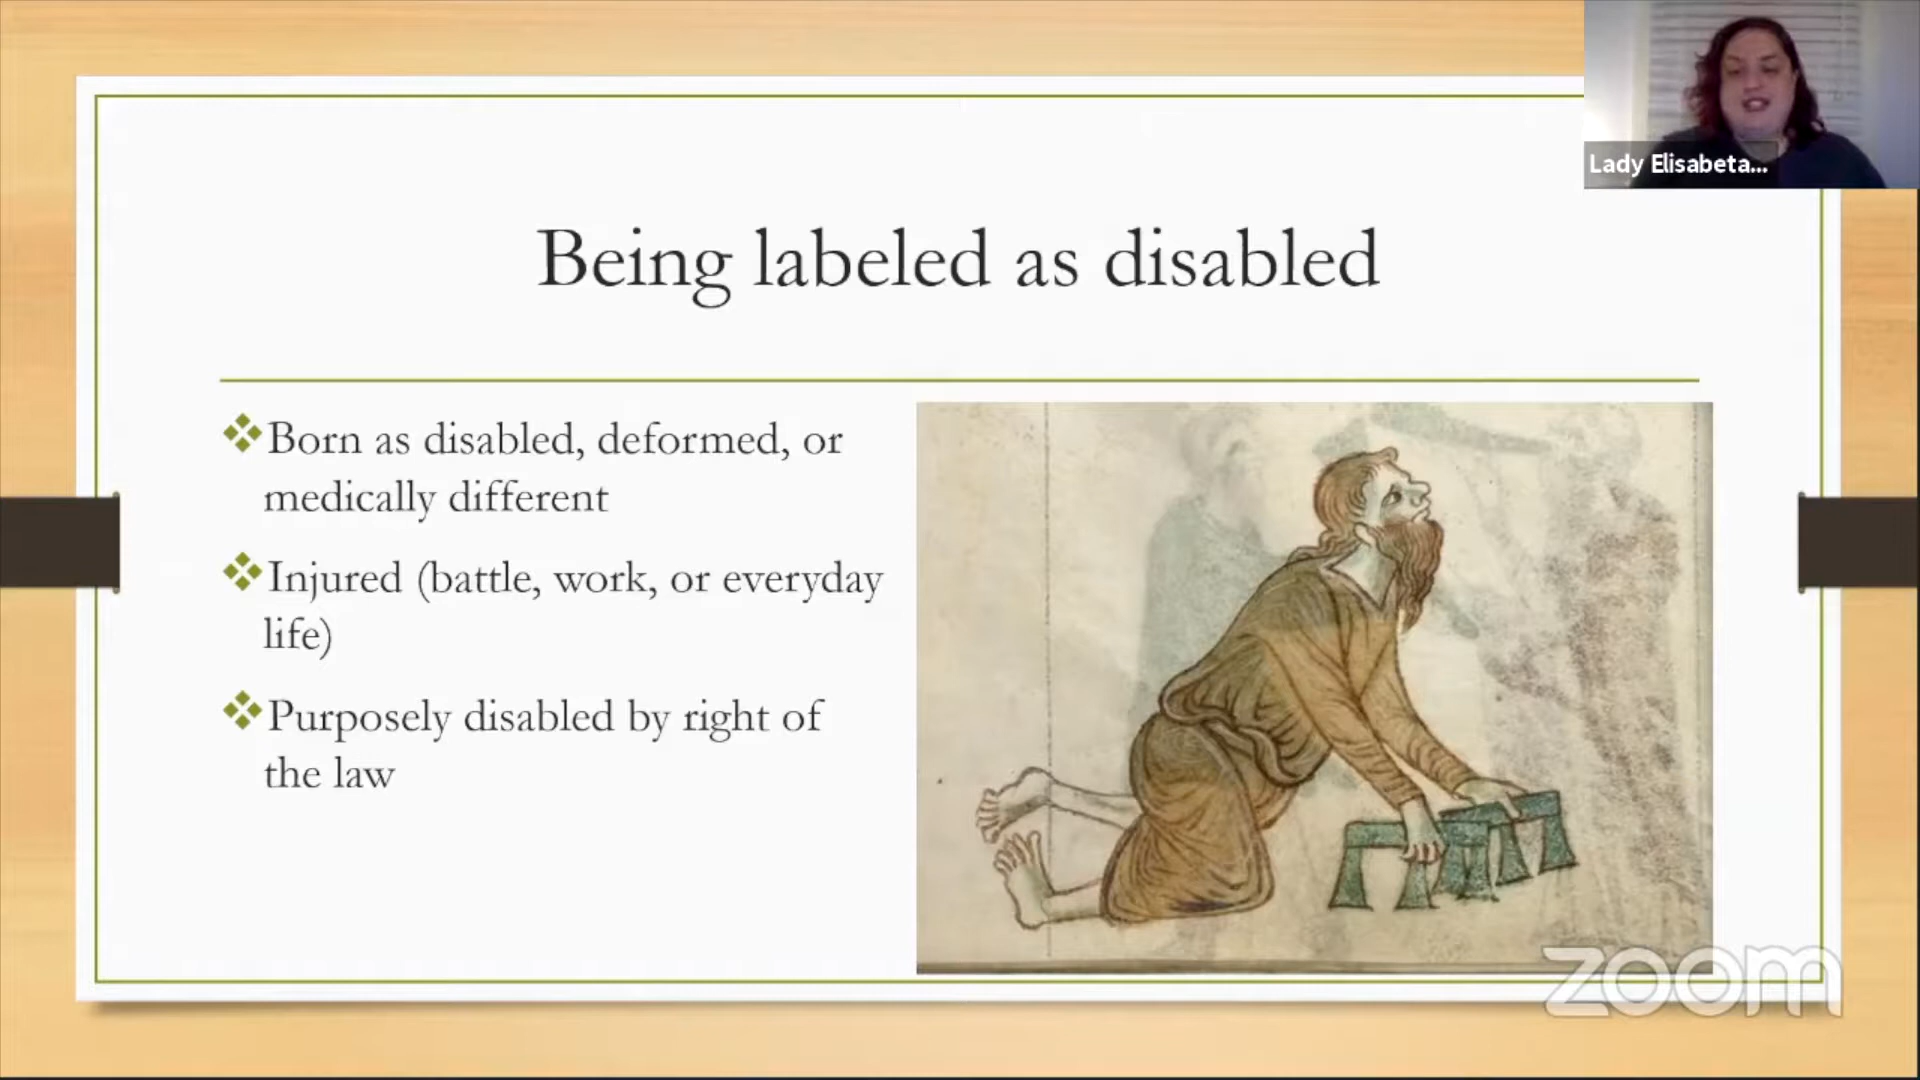 Lady Elisabeta...
Being labeled as disabled
Born as disabled, deformed, or
medically different
Injured (battle, work, or everyday
life)
Purposely disabled by right of
the law
zoom